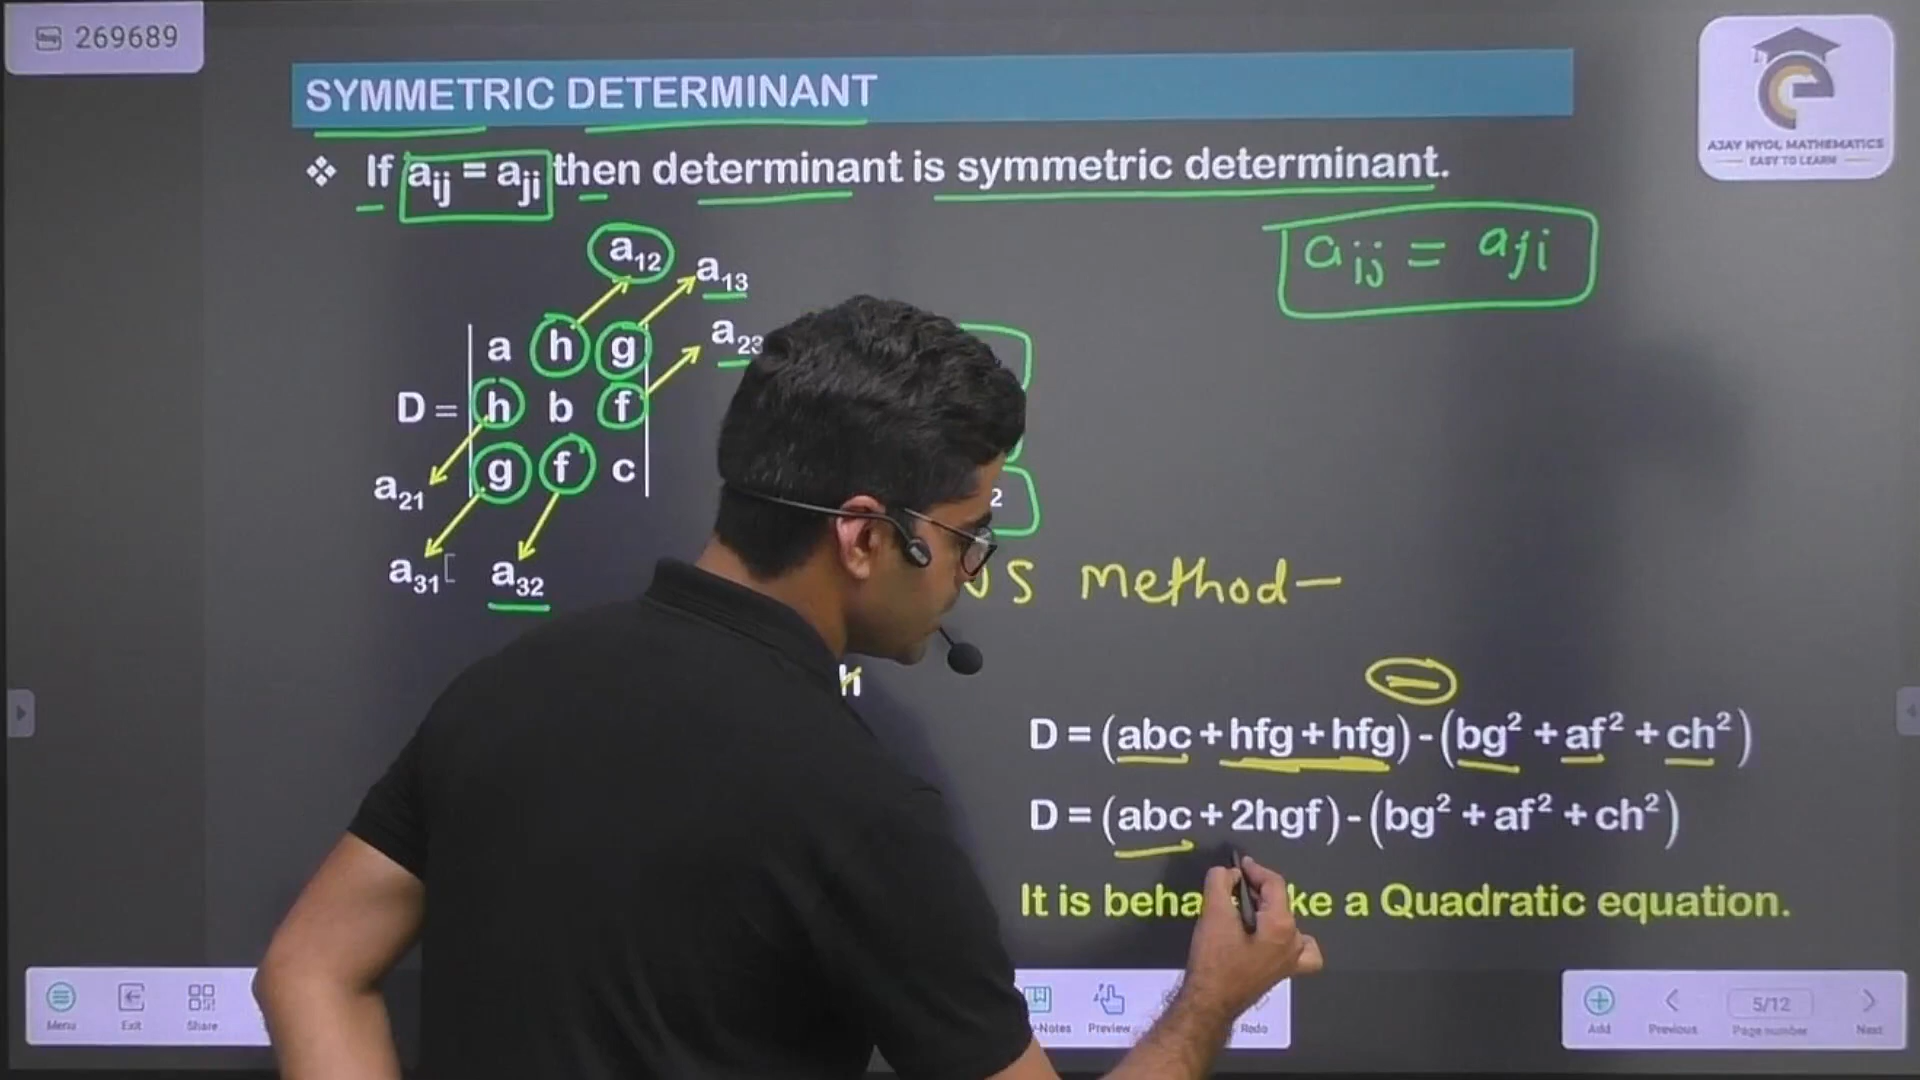 269689
AJAY NYOL MATHEMATICS
EASY TO LEARN
SYMMETRIC DETERMINANT
❖ If aij = aji then determinant is symmetric determinant.
aij = aji
a12
a13
a23
a h g
D = h b f
g f c
a21
a31 [ a32
2
S Method-
h
D = (abc + hfg + hfg) - (bg² + af² + ch²)
D = (abc + 2hgf) - (bg² + af² + ch²)
It is a Quadratic equation.
Menu Exit Share
Preview Redo
Add Previous 5/12 Page number Next